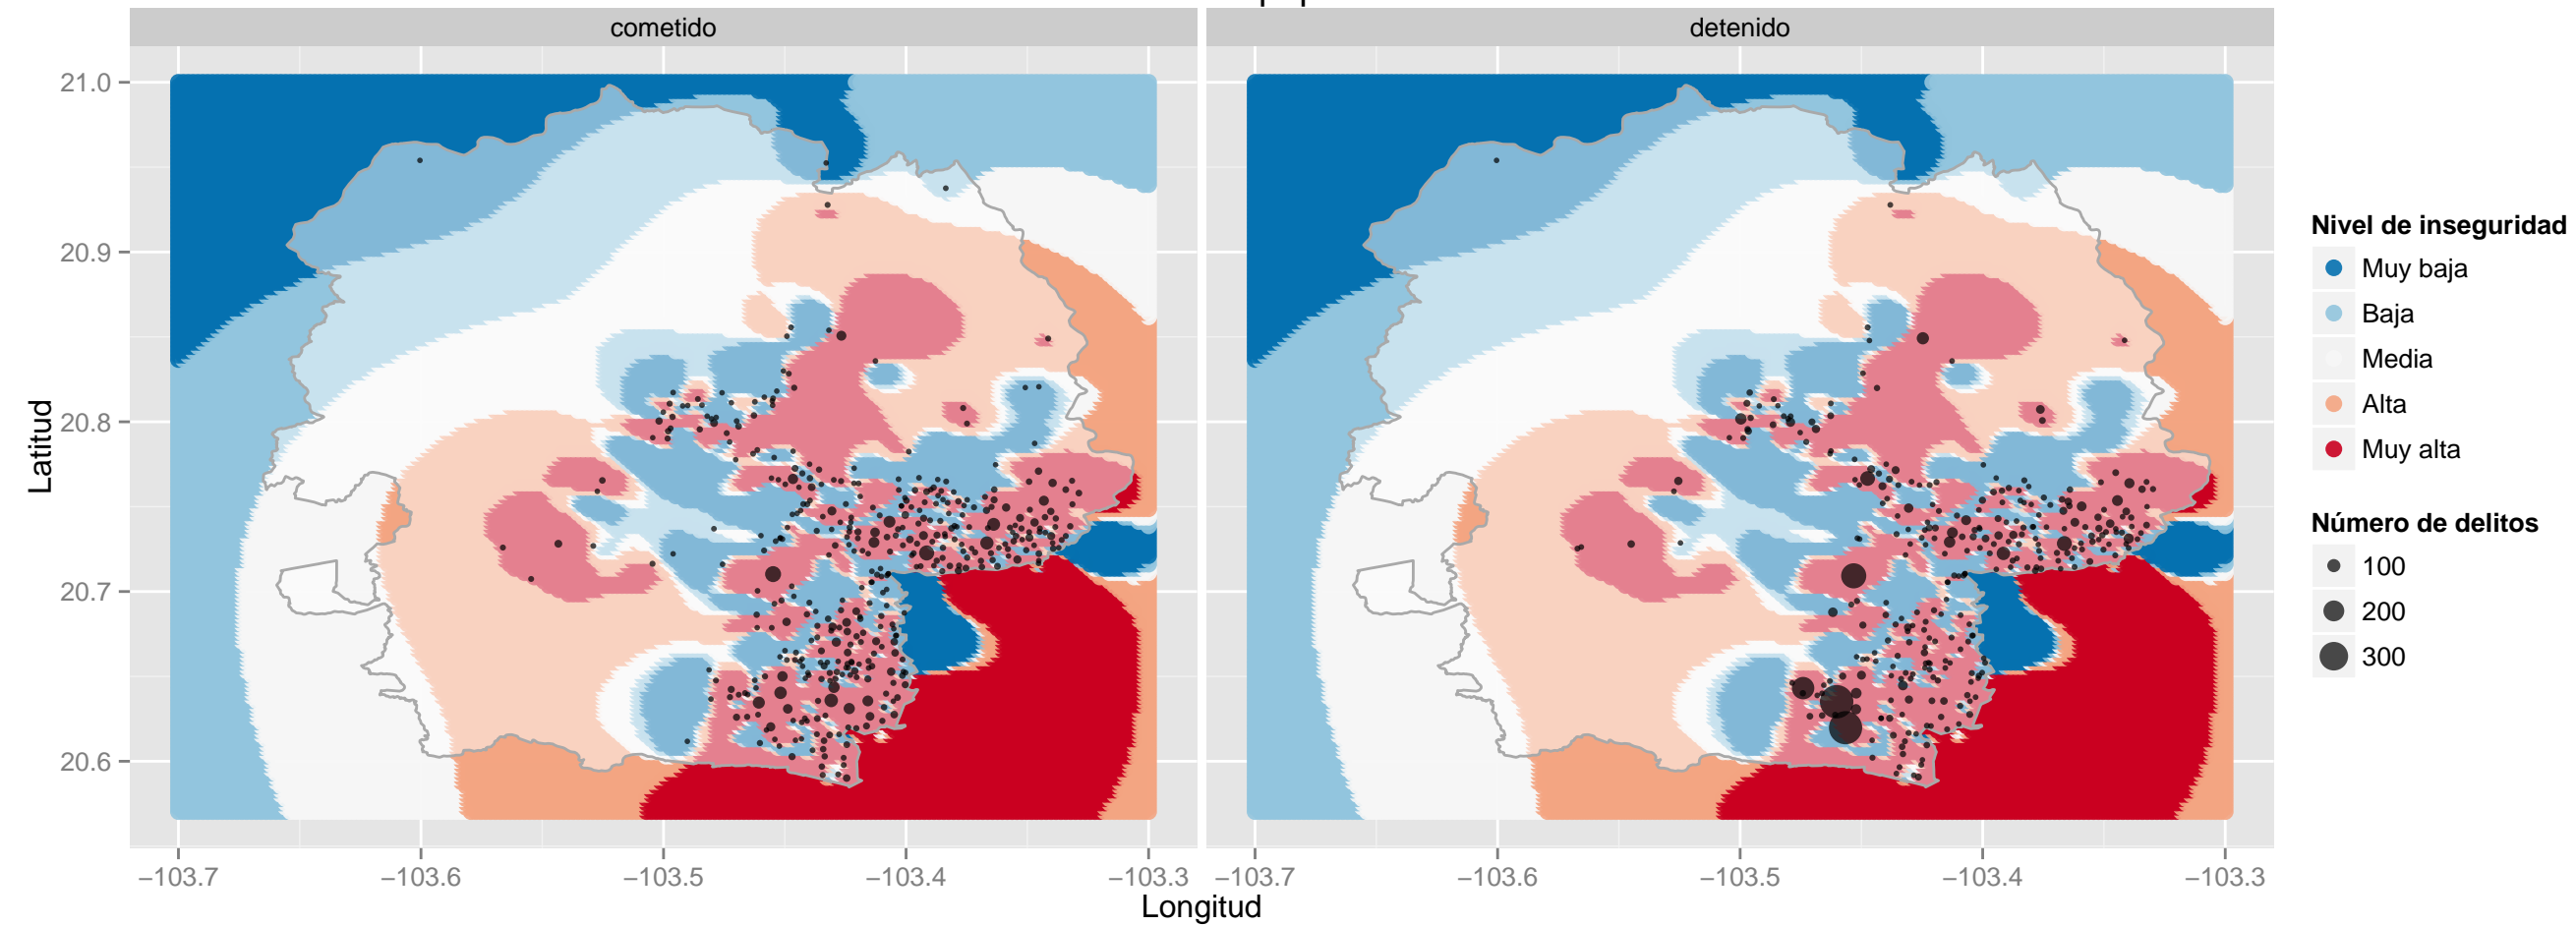 cometido
detenido
21.0
20.9
20.8
20.7
20.6
Latitud
−103.7
−103.6
−103.5
−103.4
−103.3
−103.7
−103.6
−103.5
−103.4
−103.3
Longitud
Nivel de inseguridad
Muy baja
Baja
Media
Alta
Muy alta
Número de delitos
100
200
300